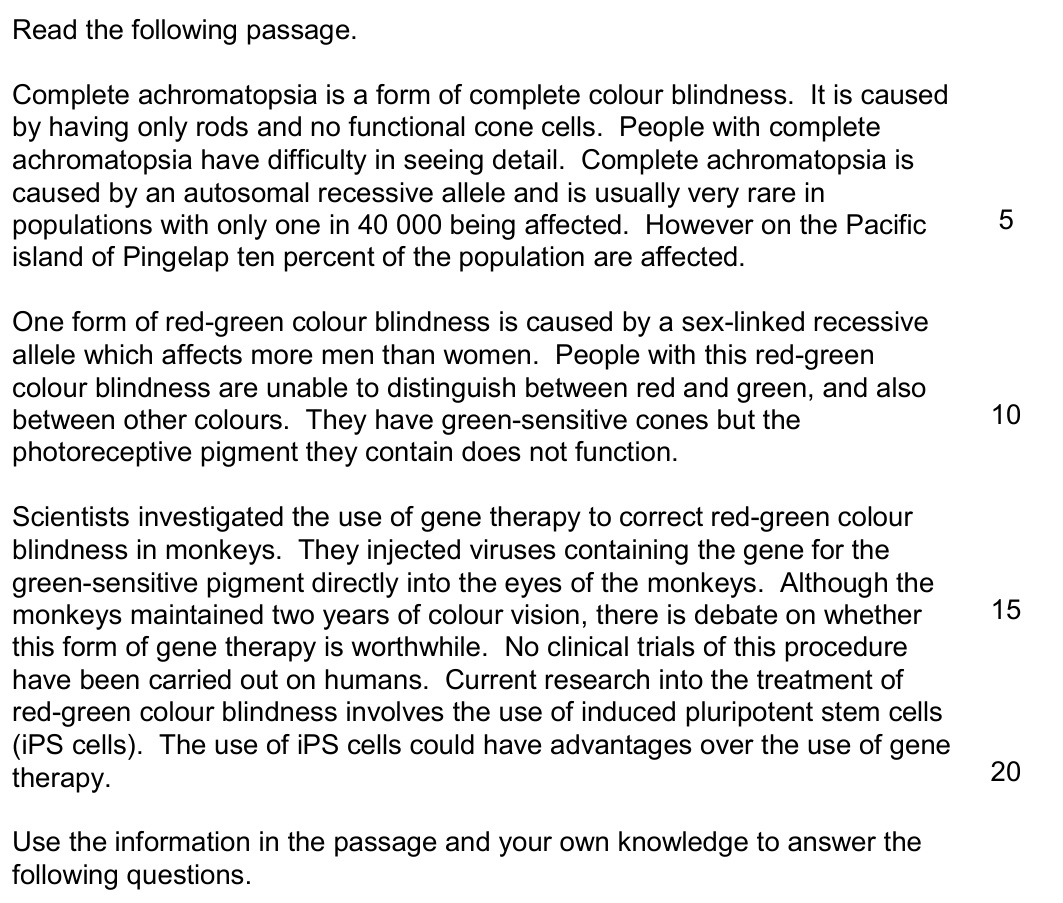 Read the following passage.
Complete achromatopsia is a form of complete colour blindness. It is caused
by having only rods and no functional cone cells. People with complete
achromatopsia have difficulty in seeing detail. Complete achromatopsia is
caused by an autosomal recessive allele and is usually very rare in
populations with only one in 40 000 being affected. However on the Pacific 5
island of Pingelap ten percent of the population are affected.
One form of red-green colour blindness is caused by a sex-linked recessive
allele which affects more men than women. People with this red-green
colour blindness are unable to distinguish between red and green, and also
between other colours. They have green-sensitive cones but the 10
photoreceptive pigment they contain does not function.
Scientists investigated the use of gene therapy to correct red-green colour
blindness in monkeys. They injected viruses containing the gene for the
green-sensitive pigment directly into the eyes of the monkeys. Although the
monkeys maintained two years of colour vision, there is debate on whether 15
this form of gene therapy is worthwhile. No clinical trials of this procedure
have been carried out on humans. Current research into the treatment of
red-green colour blindness involves the use of induced pluripotent stem cells
(iPS cells). The use of iPS cells could have advantages over the use of gene
therapy. 20
Use the information in the passage and your own knowledge to answer the
following questions.